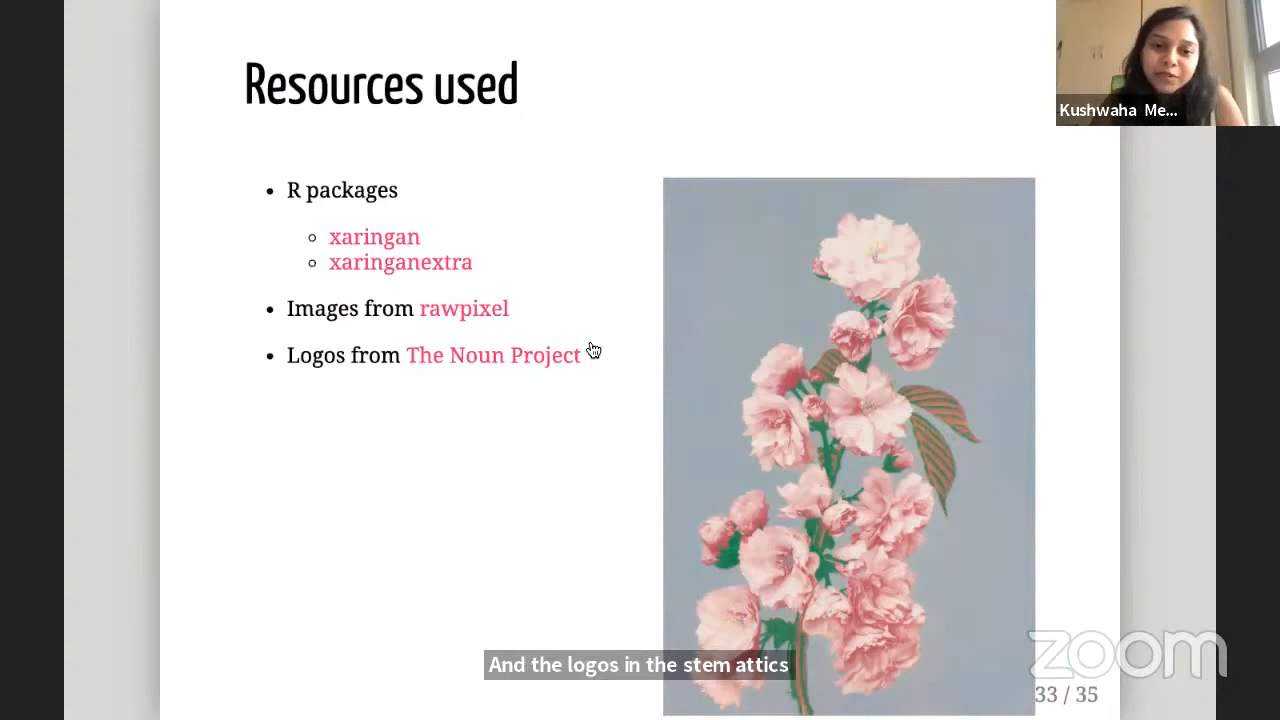 Resources used
Kushwaha Me...
• R packages
xaringan
xaringanextra
• Images from rawpixel
• Logos from The Noun Project
And the logos in the stem attics
zoom
33 / 35